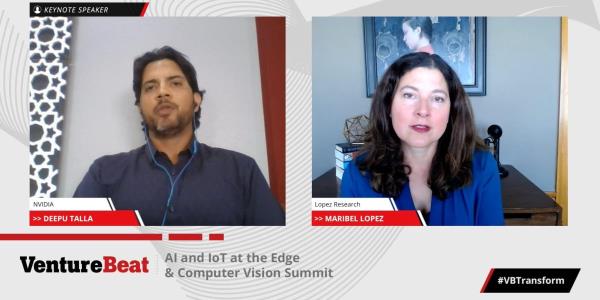 KEYNOTE SPEAKER
NVIDIA
>> DEEPU TALLA
Lopez Research
>> MARIBEL LOPEZ
VentureBeat
AI and IoT at the Edge
& Computer Vision Summit
#VBTransform